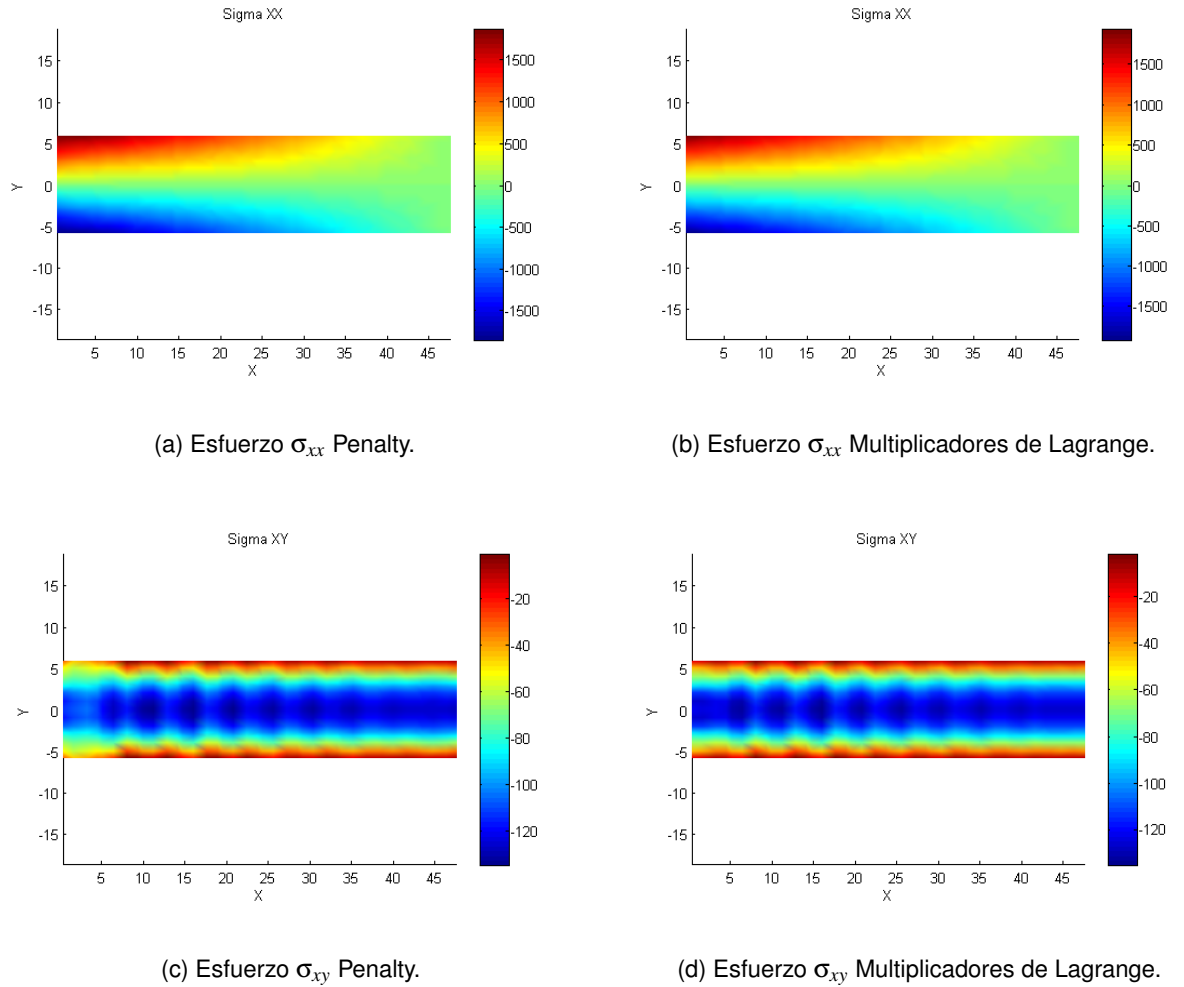 Sigma XX
15
10
5
0
-5
-10
-15
Y
5 10 15 20 25 30 35 40 45
X
1500
1000
500
0
-500
-1000
-1500
Sigma XX
15
10
5
0
-5
-10
-15
Y
5 10 15 20 25 30 35 40 45
X
1500
1000
500
0
-500
-1000
-1500
(a) Esfuerzo σxx Penalty.
(b) Esfuerzo σxx Multiplicadores de Lagrange.
Sigma XY
15
10
5
0
-5
-10
-15
Y
5 10 15 20 25 30 35 40 45
X
-20
-40
-60
-80
-100
-120
Sigma XY
15
10
5
0
-5
-10
-15
Y
5 10 15 20 25 30 35 40 45
X
-20
-40
-60
-80
-100
-120
(c) Esfuerzo σxy Penalty.
(d) Esfuerzo σxy Multiplicadores de Lagrange.